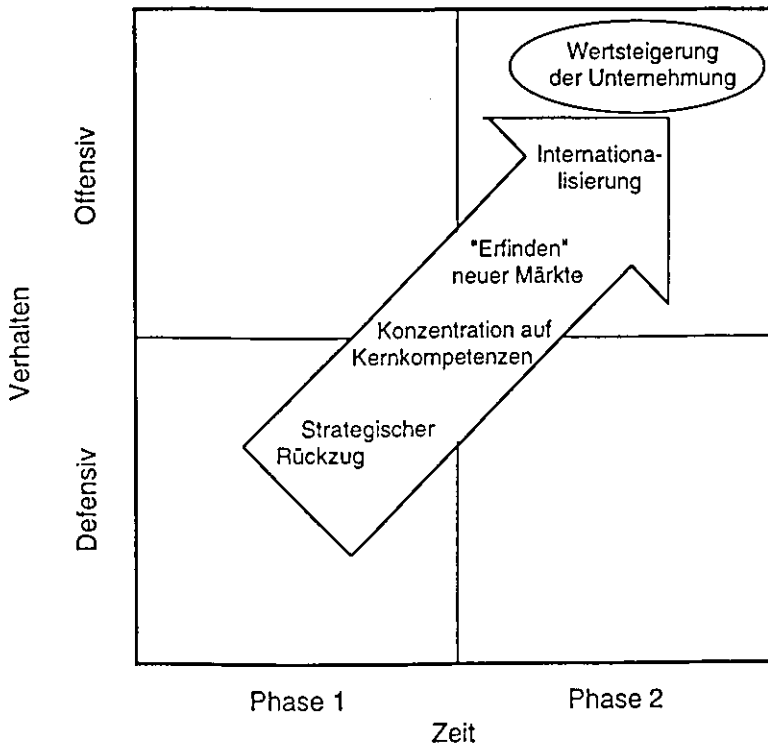 Wertsteigerung
der Unternehmung
Offensiv
Internationa-
lisierung
"Erfinden"
neuer Märkte
Verhalten
Konzentration auf
Kernkompetenzen
Strategischer
Rückzug
Defensiv
Phase 1
Phase 2
Zeit